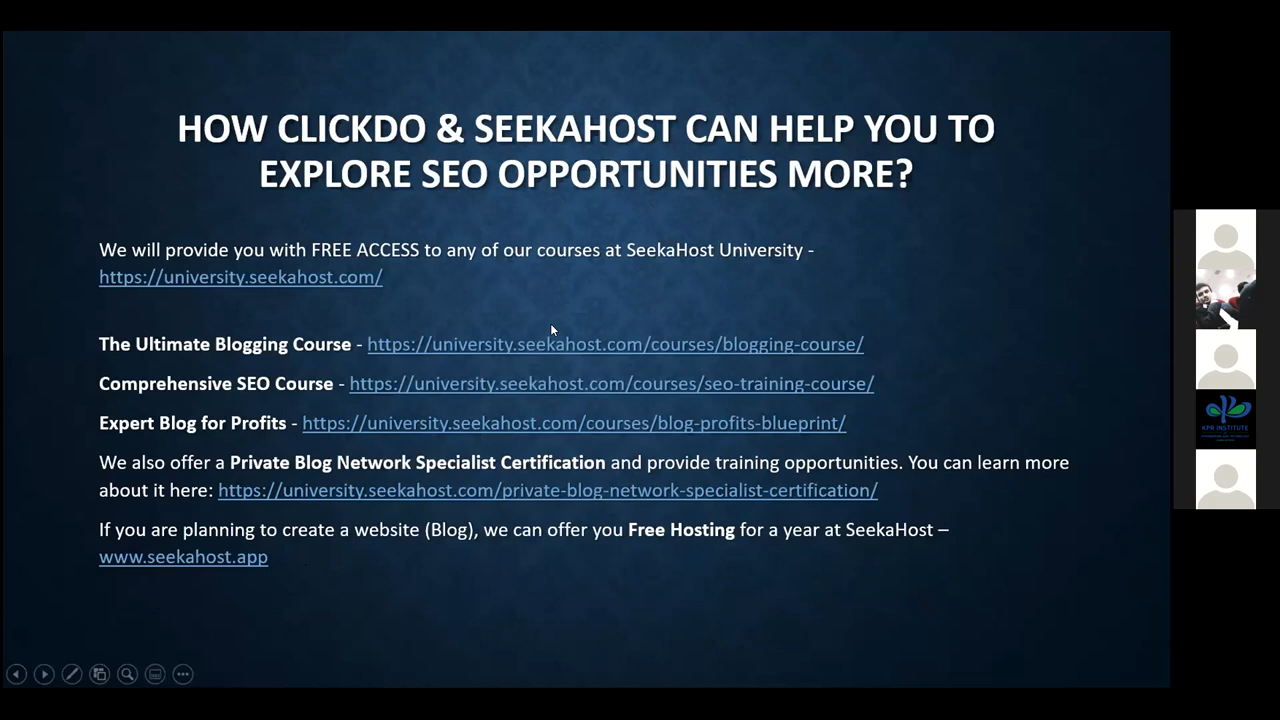 HOW CLICKDO & SEEKAHOST CAN HELP YOU TO
EXPLORE SEO OPPORTUNITIES MORE?
We will provide you with FREE ACCESS to any of our courses at SeekaHost University -
https://university.seekahost.com/
The Ultimate Blogging Course - https://university.seekahost.com/courses/blogging-course/
Comprehensive SEO Course - https://university.seekahost.com/courses/seo-training-course/
Expert Blog for Profits - https://university.seekahost.com/courses/blog-profits-blueprint/
We also offer a Private Blog Network Specialist Certification and provide training opportunities. You can learn more
about it here: https://university.seekahost.com/private-blog-network-specialist-certification/
If you are planning to create a website (Blog), we can offer you Free Hosting for a year at SeekaHost –
www.seekahost.app
KPR INSTITUTE